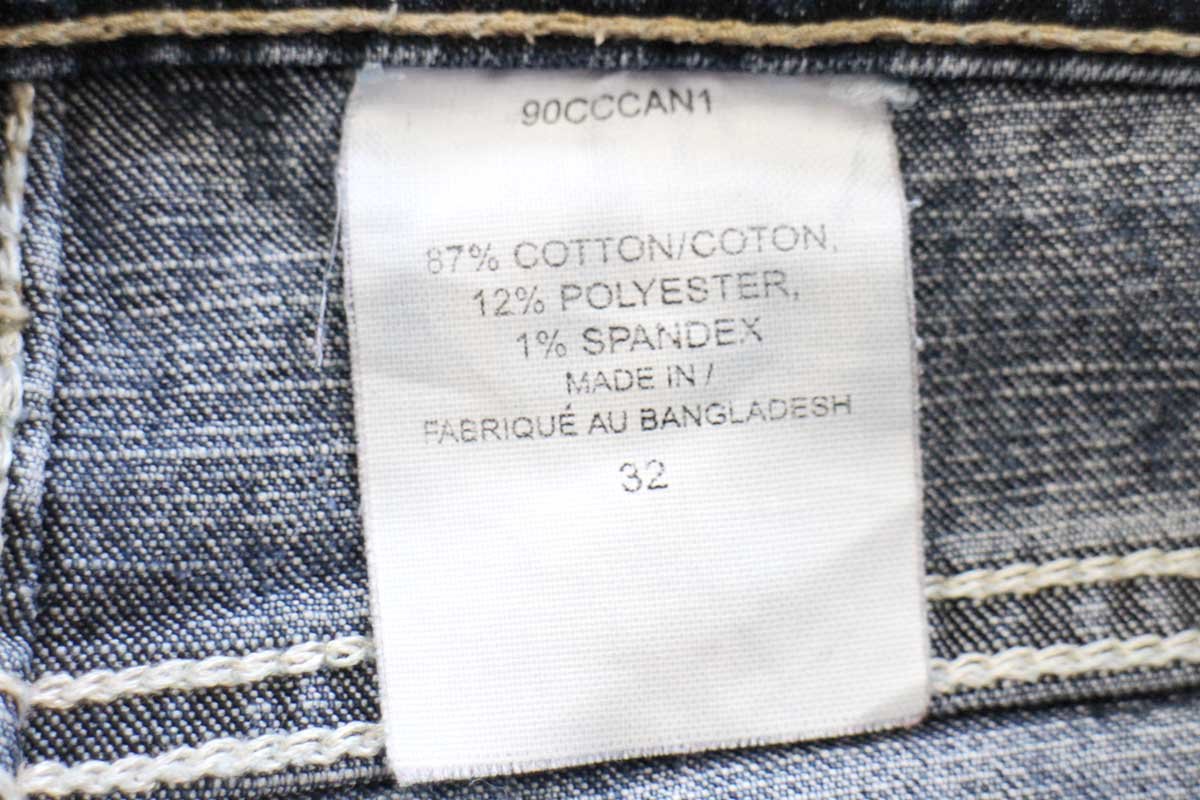 90CCCAN1
87% COTTON/COTON,
12% POLYESTER,
1% SPANDEX
MADE IN /
FABRIQUÉ AU BANGLADESH
32